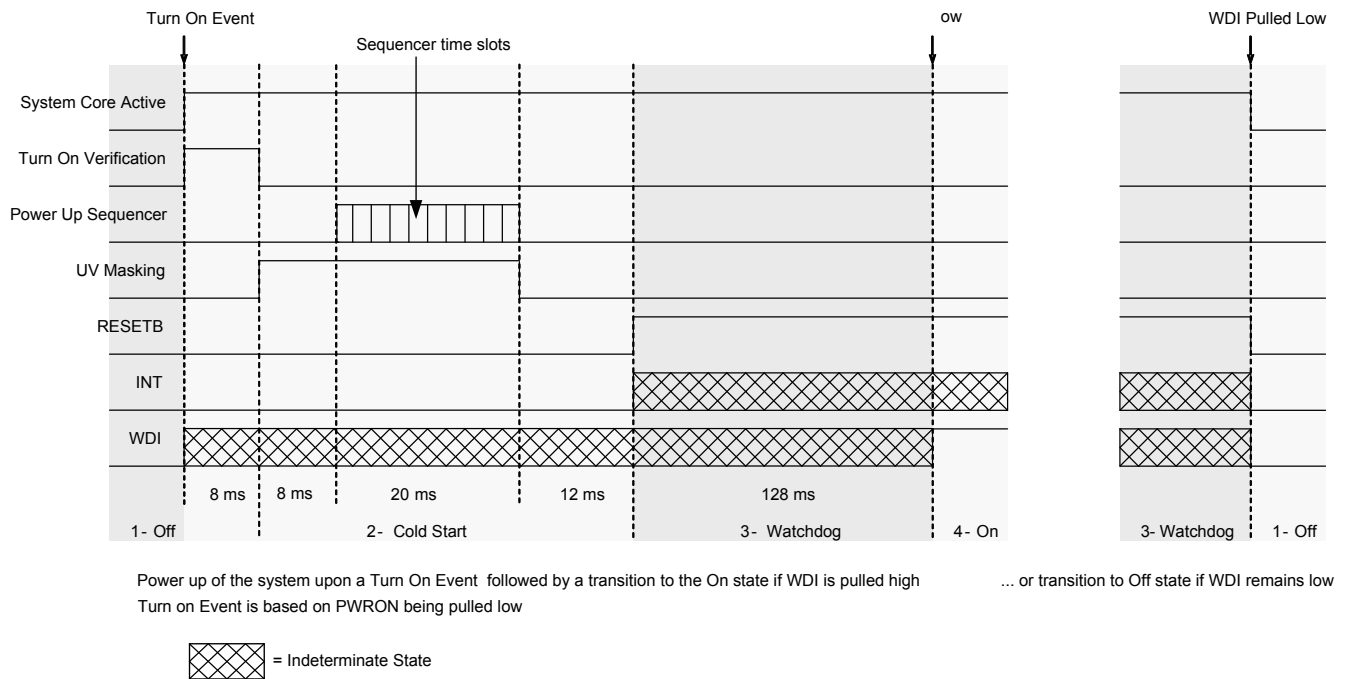 Turn On Event
ow
WDI Pulled Low
Sequencer time slots
System Core Active
Turn On Verification
Power Up Sequencer
UV Masking
RESETB
INT
WDI
8 ms 8 ms 20 ms 12 ms 128 ms
1- Off 2- Cold Start 3- Watchdog 4- On 3- Watchdog 1- Off
Power up of the system upon a Turn On Event followed by a transition to the On state if WDI is pulled high ... or transition to Off state if WDI remains low
Turn on Event is based on PWRON being pulled low
= Indeterminate State